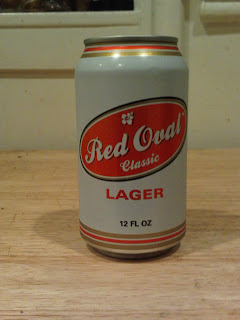 Red Oval
Classic
LAGER
12 FL OZ